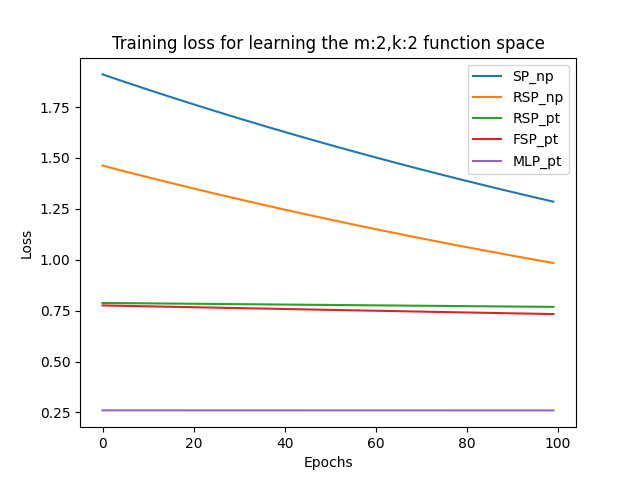 Training loss for learning the m:2,k:2 function space
SP_np
RSP_np
RSP_pt
FSP_pt
MLP_pt
Loss
1.75
1.50
1.25
1.00
0.75
0.50
0.25
0
20
40
60
80
100
Epochs